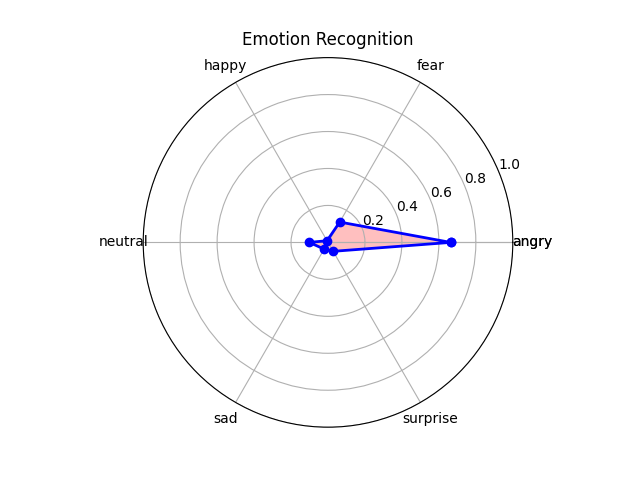 Emotion Recognition
happy
fear
1.0
0.8
0.6
0.4
0.2
neutral
angry
sad
surprise